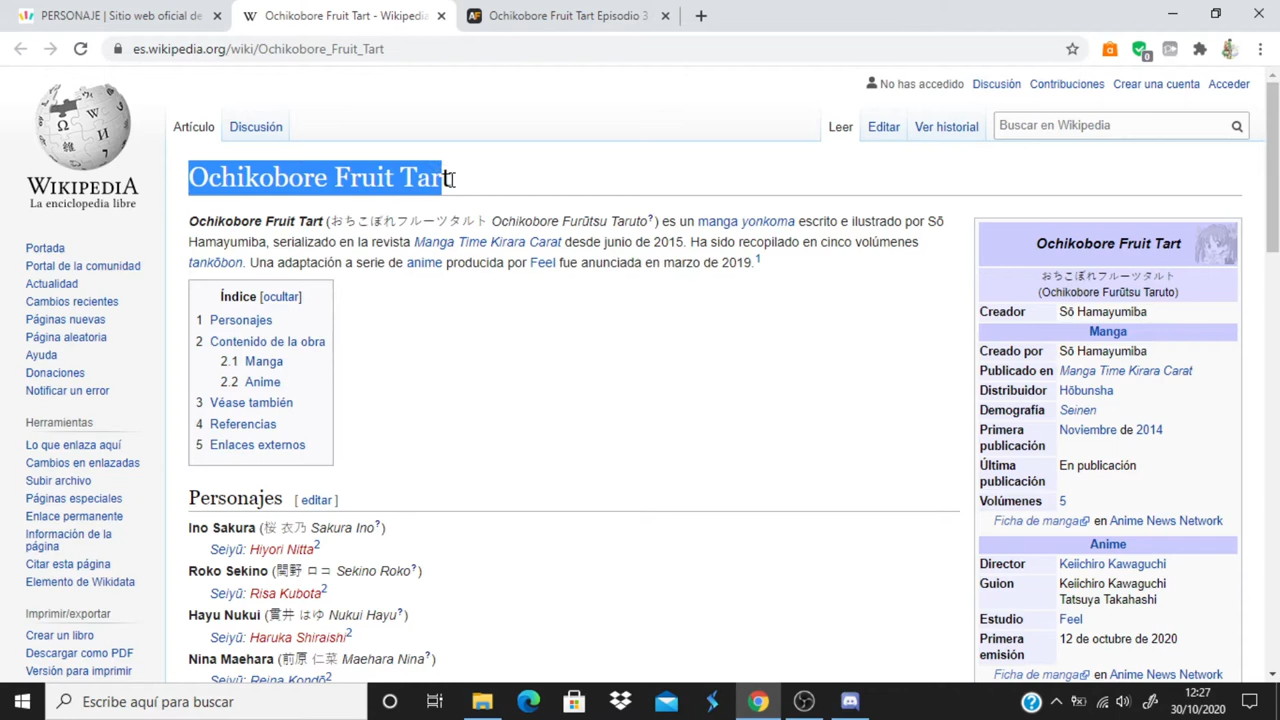 PERSONAJE | Sitio web oficial de
Ochikobore Fruit Tart - Wikipedia
Ochikobore Fruit Tart Episodio 3
es.wikipedia.org/wiki/Ochikobore_Fruit_Tart
No has accedido Discusión Contribuciones Crear una cuenta Acceder
Artículo Discusión Leer Editar Ver historial Buscar en Wikipedia
WIKIPEDIA
La enciclopedia libre
Portada
Portal de la comunidad
Actualidad
Cambios recientes
Páginas nuevas
Página aleatoria
Ayuda
Donaciones
Notificar un error
Herramientas
Lo que enlaza aquí
Cambios en enlazadas
Subir archivo
Páginas especiales
Enlace permanente
Información de la
página
Citar esta página
Elemento de Wikidata
Imprimir/exportar
Crear un libro
Descargar como PDF
Versión para imprimir
Ochikobore Fruit Tart
Ochikobore Fruit Tart (おちこぼれフルーツタルト Ochikobore Furūtsu Taruto?) es un manga yonkoma escrito e ilustrado por Sō
Hamayumiba, serializado en la revista Manga Time Kirara Carat desde junio de 2015. Ha sido recopilado en cinco volúmenes
tankōbon. Una adaptación a serie de anime producida por Feel fue anunciada en marzo de 2019.1
Índice [ocultar]
1 Personajes
2 Contenido de la obra
2.1 Manga
2.2 Anime
3 Véase también
4 Referencias
5 Enlaces externos
Personajes [ editar ]
Ino Sakura (桜 衣乃 Sakura Ino?)
Seiyū: Hiyori Nitta2
Roko Sekino (関野 ロコ Sekino Roko?)
Seiyū: Risa Kubota2
Hayu Nukui (貫井 はゆ Nukui Hayu?)
Seiyū: Haruka Shiraishi2
Nina Maehara (前原 仁菜 Maehara Nina?)
Seiyū: Reina Kondō2
Ochikobore Fruit Tart
おちこぼれフルーツタルト
(Ochikobore Furūtsu Taruto)
Creador Sō Hamayumiba
Manga
Creado por Sō Hamayumiba
Publicado en Manga Time Kirara Carat
Distribuidor Hōbunsha
Demografía Seinen
Primera publicación Noviembre de 2014
Última publicación En publicación
Volúmenes 5
Ficha de manga en Anime News Network
Anime
Director Keiichiro Kawaguchi
Guion Keiichiro Kawaguchi
Tatsuya Takahashi
Estudio Feel
Primera emisión 12 de octubre de 2020
Ficha de manga en Anime News Network
Escribe aquí para buscar
12:27
30/10/2020